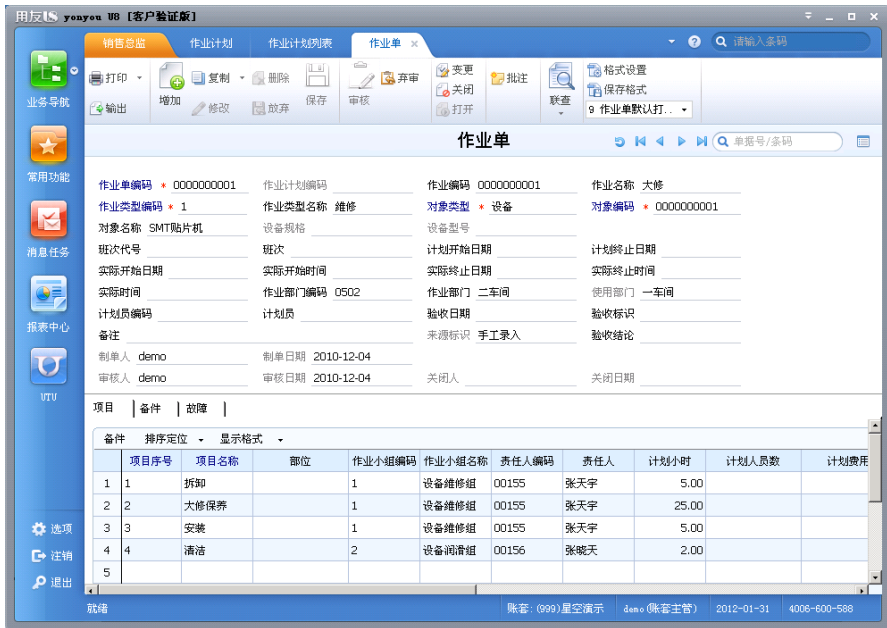 用友U8 yonyou U8 [客户验证版]
销售总监 作业计划 作业计划列表 作业单 × 请输入条码
业务导航
常用功能
消息任务
报表中心
UTU
选项
注销
退出
打印 复制 删除 弃审 变更 批注 格式设置
增加 保存 审核 关闭 联查 保存格式
输出 修改 放弃 打开 9 作业单默认打..
作业单 单据号/条码
作业单编码 * 0000000001 作业计划编码 作业编码 0000000001 作业名称 大修
作业类型编码 * 1 作业类型名称 维修 对象类型 * 设备 对象编码 * 0000000001
对象名称 SMT贴片机 设备规格 设备型号
班次代号 班次 计划开始日期 计划终止日期
实际开始日期 实际开始时间 实际终止日期 实际终止时间
实际时间 作业部门编码 0502 作业部门 二车间 使用部门 一车间
计划员编码 计划员 验收日期 验收标识
备注 来源标识 手工录入 验收结论
制单人 demo 制单日期 2010-12-04
审核人 demo 审核日期 2010-12-04 关闭人 关闭日期
项目 备件 故障
备件 排序定位 显示格式
项目序号 项目名称 部位 作业小组编码 作业小组名称 责任人编码 责任人 计划小时 计划人员数 计划费用
1 1 拆卸 1 设备维修组 00155 张天宇 5.00
2 2 大修保养 1 设备维修组 00155 张天宇 25.00
3 3 安装 1 设备维修组 00155 张天宇 5.00
4 4 清洁 2 设备润滑组 00156 张晓天 2.00
5
就绪 账套: (999)星空演示 demo(账套主管) 2012-01-31 4006-600-588